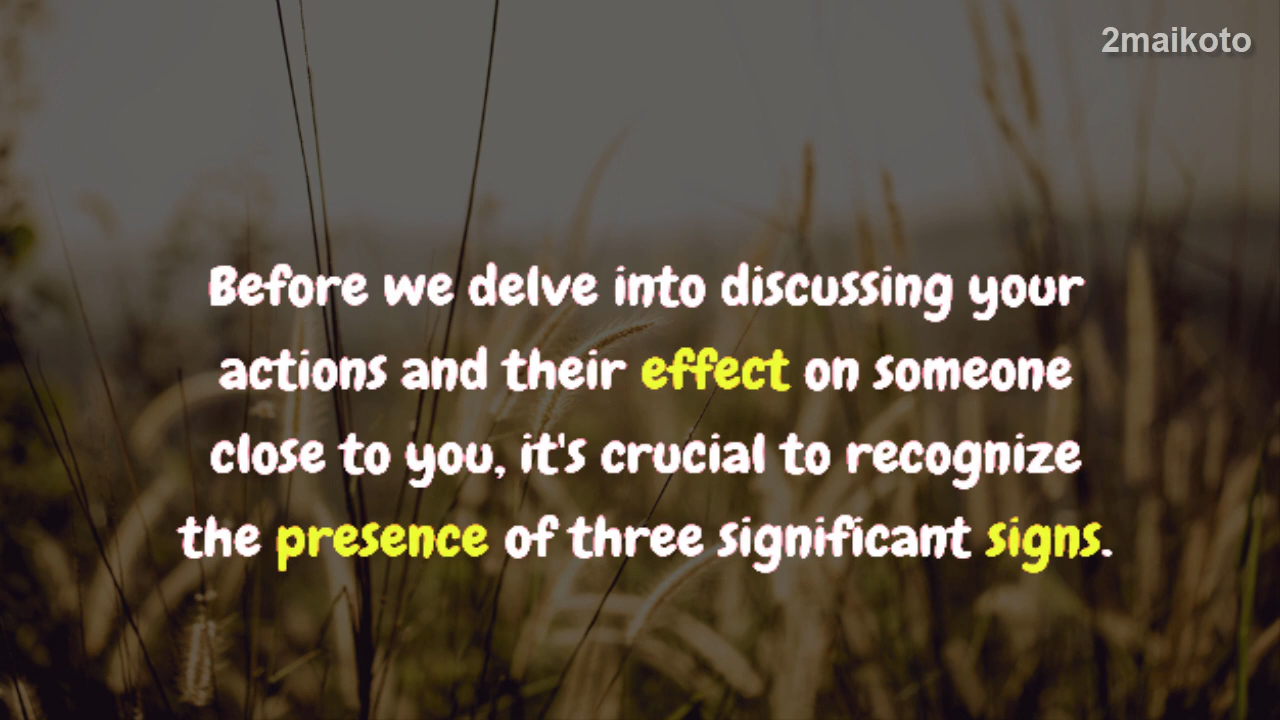 2maikoto
Before we delve into discussing your
actions and their effect on someone
close to you, it's crucial to recognize
the presence of three significant signs.